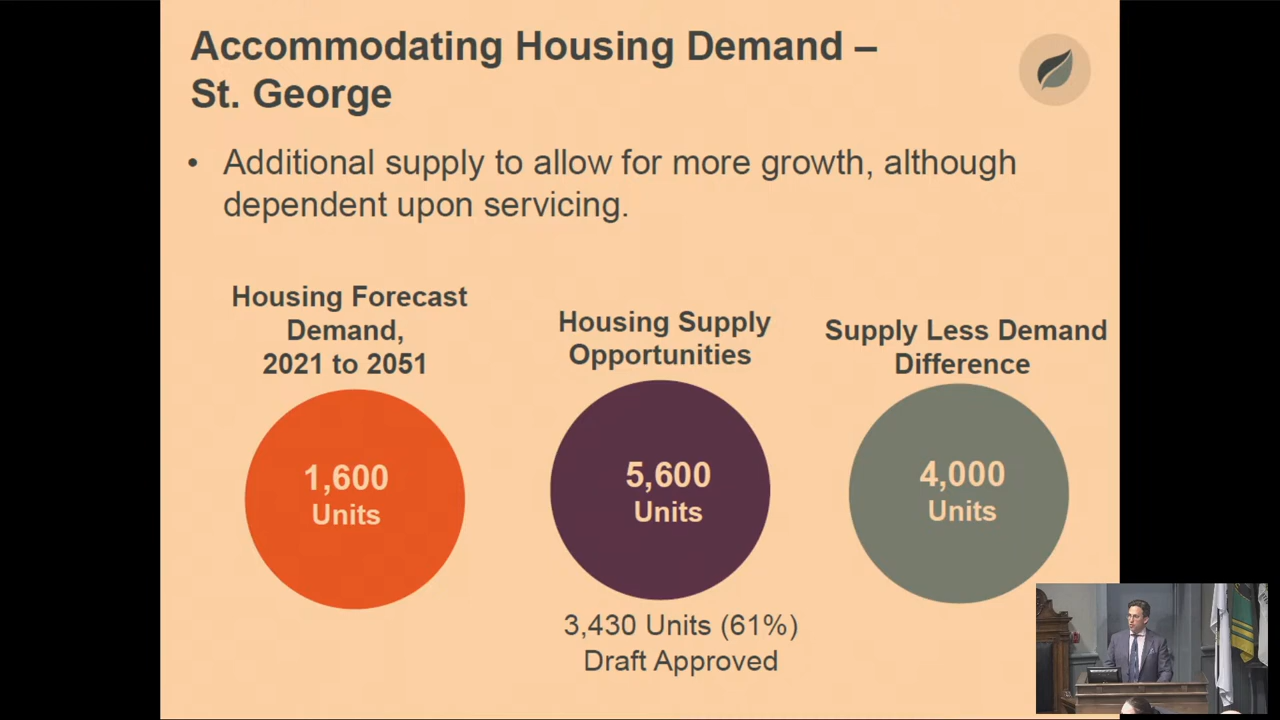 Accommodating Housing Demand –
St. George
• Additional supply to allow for more growth, although
dependent upon servicing.
Housing Forecast
Demand,
2021 to 2051
1,600
Units
Housing Supply
Opportunities
5,600
Units
3,430 Units (61%)
Draft Approved
Supply Less Demand
Difference
4,000
Units